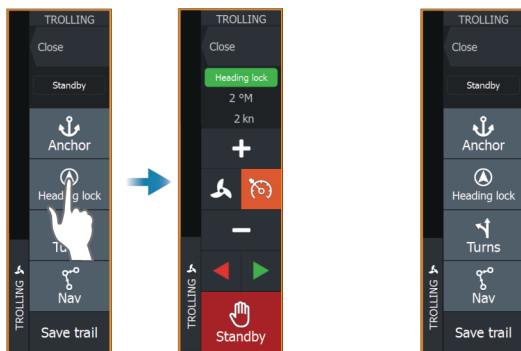 TROLLING
Close
Standby
Anchor
Heading lock
Tu
Nav
Save trail
TROLLING
TROLLING
Close
Heading lock
2 °M
2 kn
Standby
TROLLING
TROLLING
Close
Standby
Anchor
Heading lock
Turns
Nav
Save trail
TROLLING